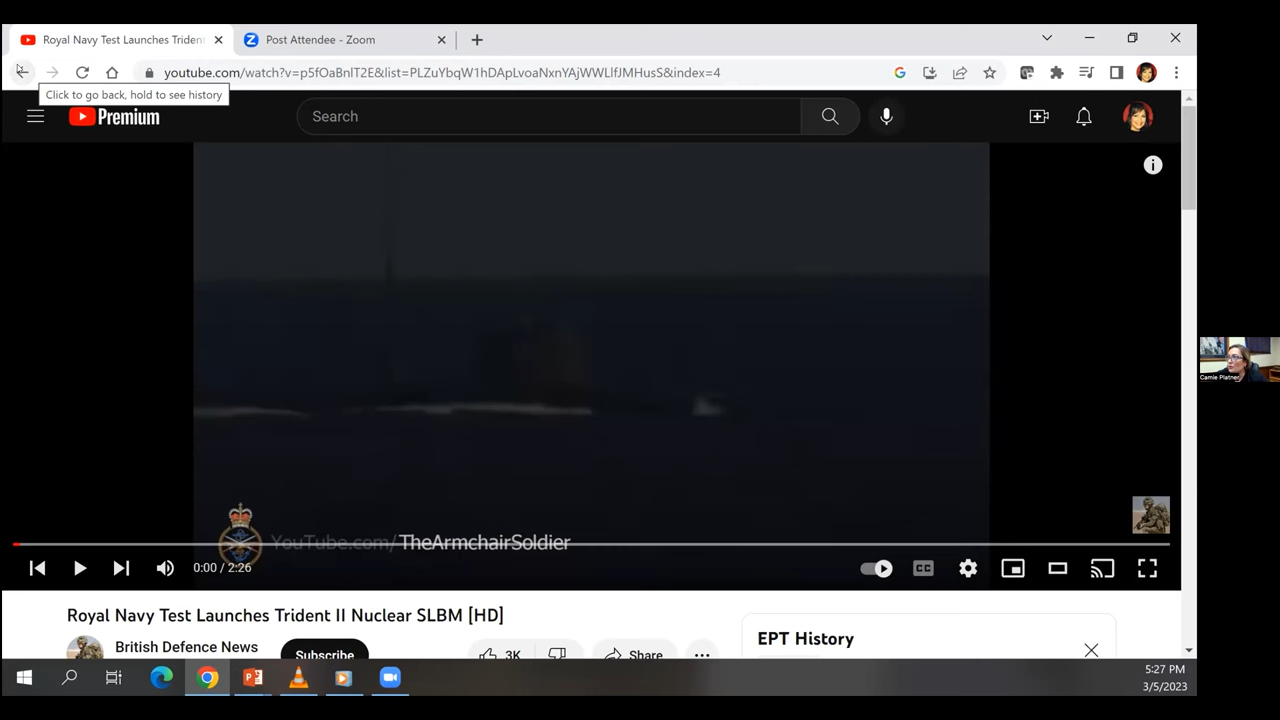 Royal Navy Test Launches Trident
Post Attendee - Zoom
youtube.com/watch?v=p5fOaBnlT2E&list=PLZuYbqW1hDApLvoaNxnYAjWWLlfJMHusS&index=4
Click to go back, hold to see history
Premium
Search
YouTube.com/TheArmchairSoldier
0:00 / 2:26
CC
Royal Navy Test Launches Trident II Nuclear SLBM [HD]
British Defence News
Subscribe
3K
Share
EPT History
Camie Platner
5:27 PM
3/5/2023